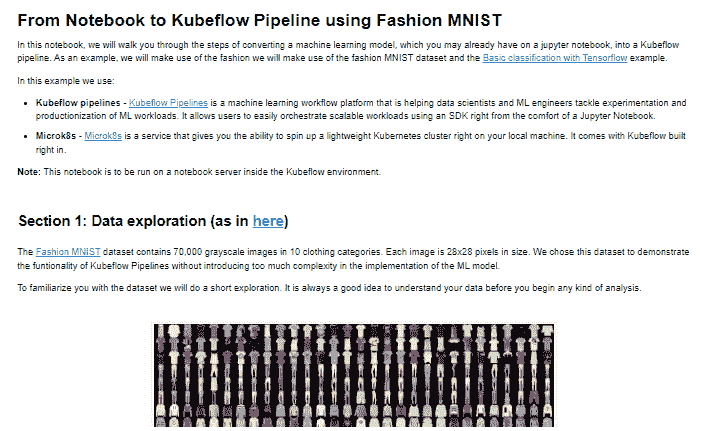 From Notebook to Kubeflow Pipeline using Fashion MNIST
In this notebook, we will walk you through the steps of converting a machine learning model, which you may already have on a jupyter notebook, into a Kubeflow
pipeline. As an example, we will make use of the fashion we will make use of the fashion MNIST dataset and the Basic classification with Tensorflow example.
In this example we use:
• Kubeflow pipelines - Kubeflow Pipelines is a machine learning workflow platform that is helping data scientists and ML engineers tackle experimentation and
productionization of ML workloads. It allows users to easily orchestrate scalable workloads using an SDK right from the comfort of a Jupyter Notebook.
• Microk8s - Microk8s is a service that gives you the ability to spin up a lightweight Kubernetes cluster right on your local machine. It comes with Kubeflow built
right in.
Note: This notebook is to be run on a notebook server inside the Kubeflow environment.
Section 1: Data exploration (as in here)
The Fashion MNIST dataset contains 70,000 grayscale images in 10 clothing categories. Each image is 28x28 pixels in size. We chose this dataset to demonstrate
the funtionality of Kubeflow Pipelines without introducing too much complexity in the implementation of the ML model.
To familiarize you with the dataset we will do a short exploration. It is always a good idea to understand your data before you begin any kind of analysis.